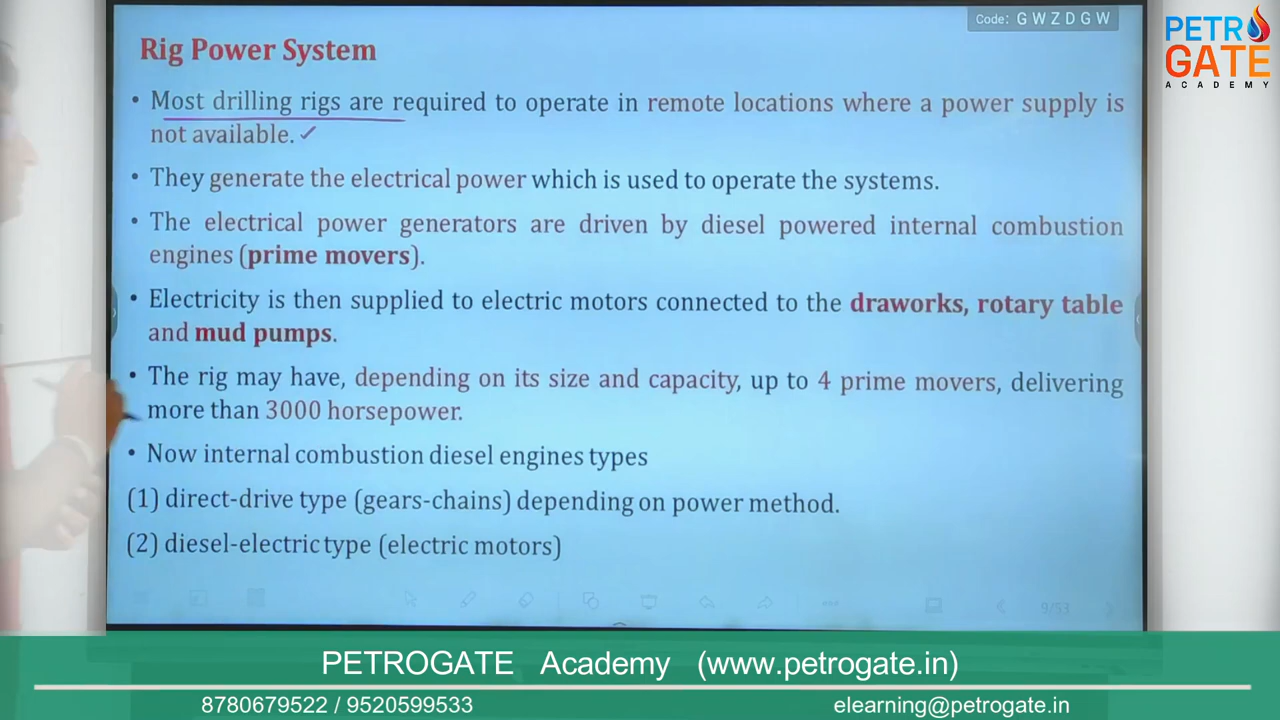 Code: G W Z D G W
PETRO
GATE
ACADEMY
Rig Power System
• Most drilling rigs are required to operate in remote locations where a power supply is
not available.
• They generate the electrical power which is used to operate the systems.
• The electrical power generators are driven by diesel powered internal combustion
engines (prime movers).
• Electricity is then supplied to electric motors connected to the draworks, rotary table
and mud pumps.
• The rig may have, depending on its size and capacity, up to 4 prime movers, delivering
more than 3000 horsepower.
• Now internal combustion diesel engines types
(1) direct-drive type (gears-chains) depending on power method.
(2) diesel-electric type (electric motors)
9/53
PETROGATE Academy (www.petrogate.in)
8780679522 / 9520599533
elearning@petrogate.in